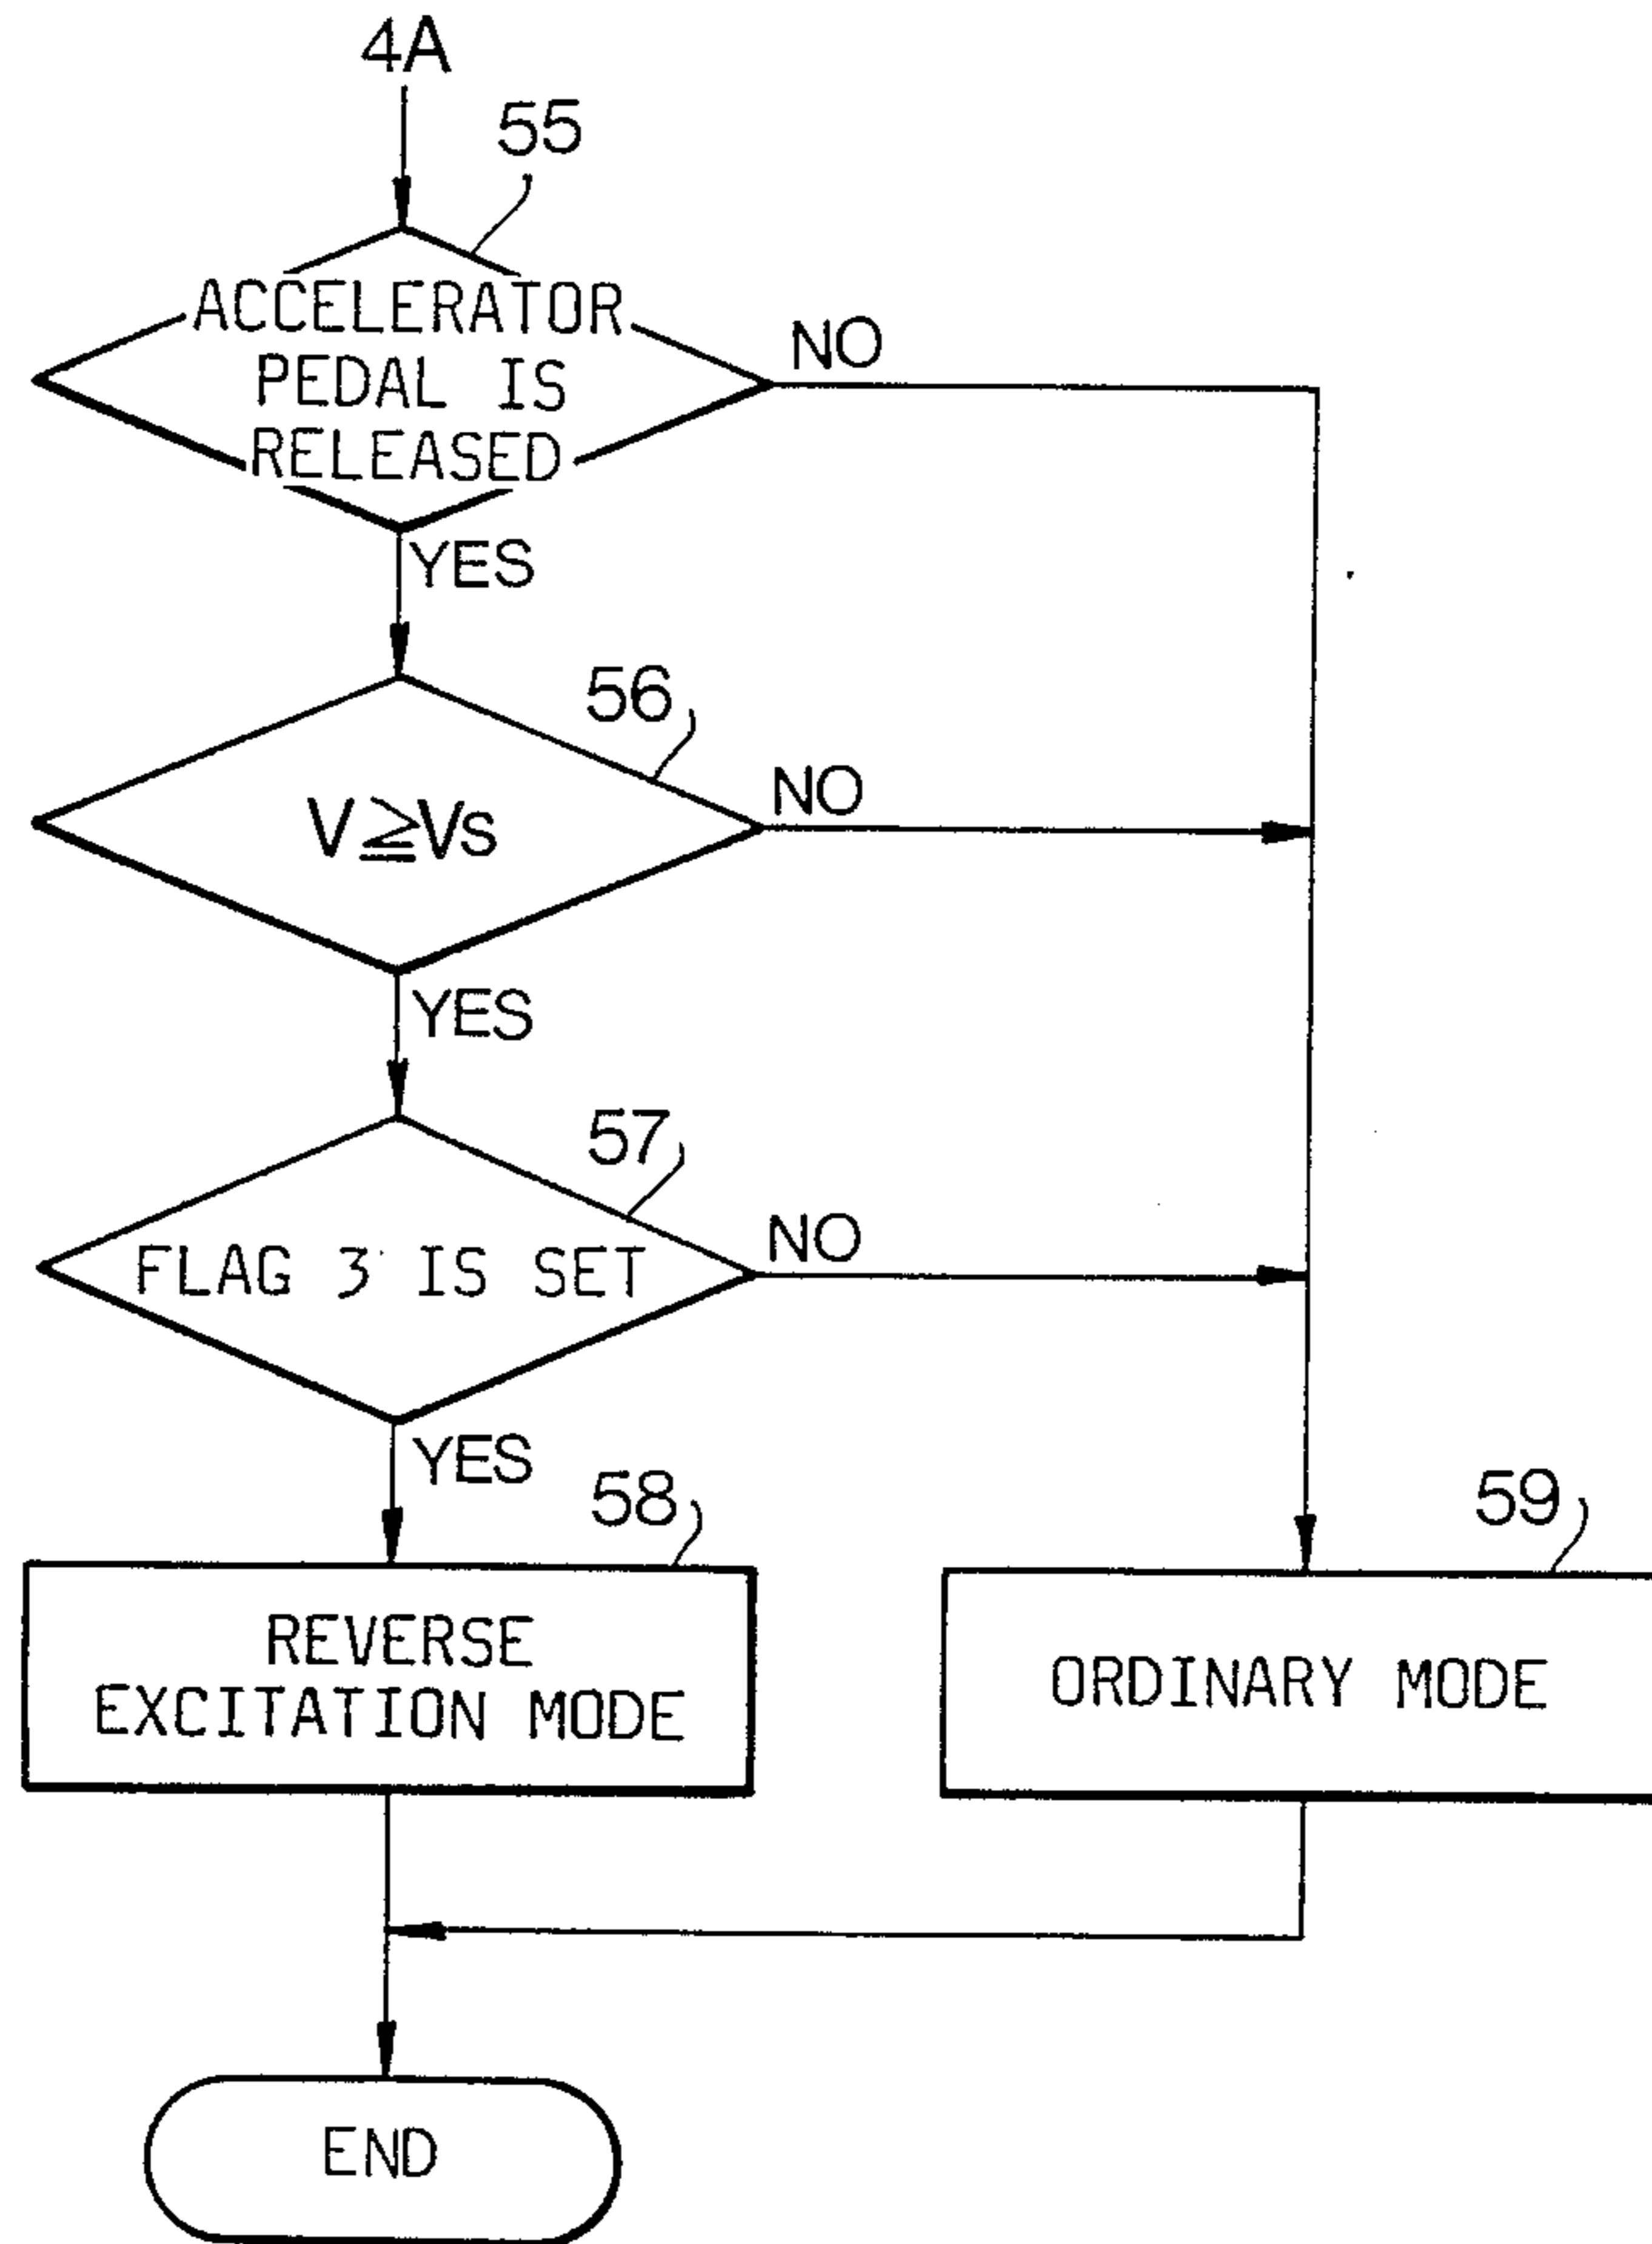 4A
55
ACCELERATOR
PEDAL IS
RELEASED
NO
YES
56
V≧Vs
NO
YES
57
FLAG 3 IS SET
NO
YES
58
REVERSE
EXCITATION MODE
59
ORDINARY MODE
END